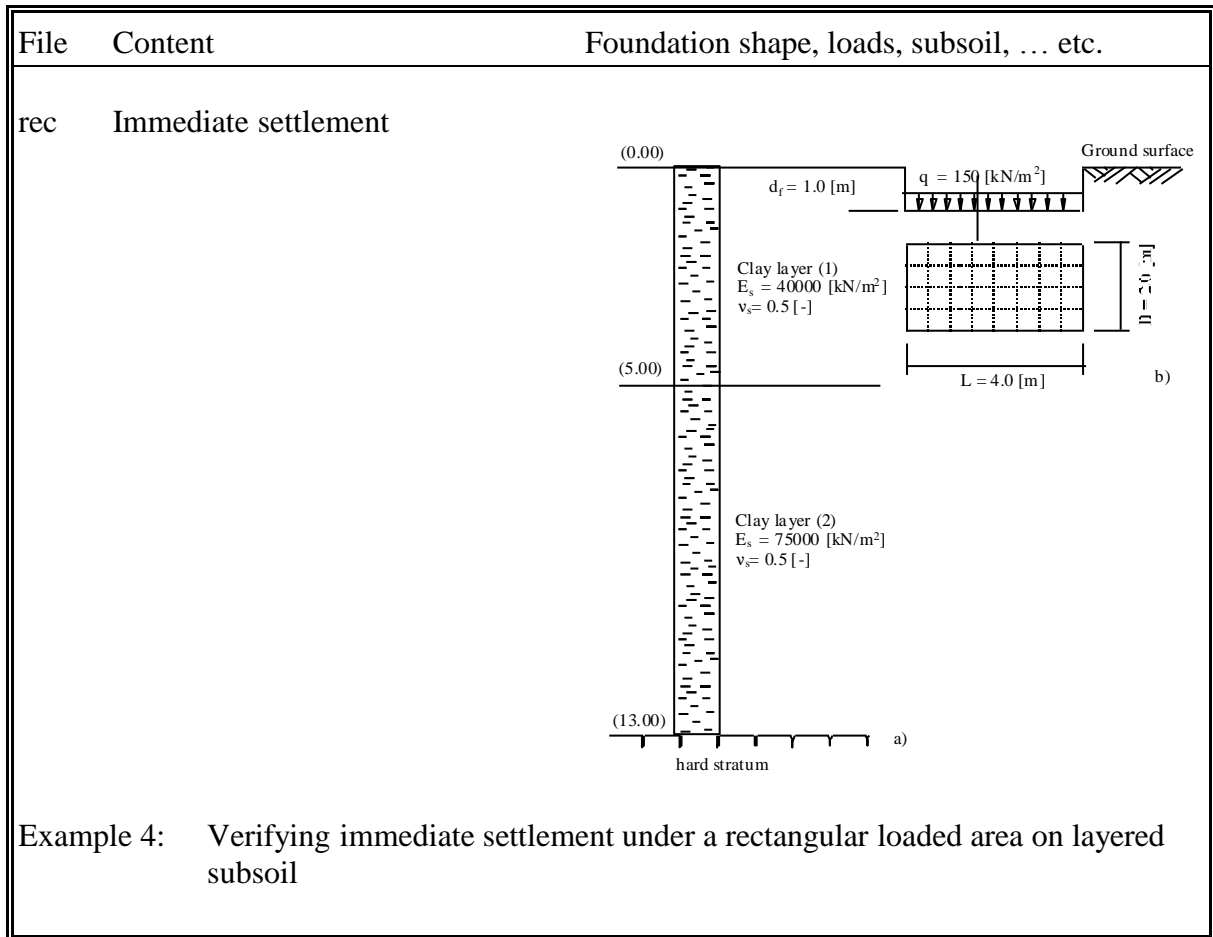 File Content Foundation shape, loads, subsoil, … etc.
rec Immediate settlement
(0.00)
Ground surface
d_f = 1.0 [m]
q = 150 [kN/m²]
Clay layer (1)
E_s = 40000 [kN/m²]
ν_s= 0.5 [-]
(5.00)
L = 4.0 [m]
b)
Clay layer (2)
E_s = 75000 [kN/m²]
ν_s= 0.5 [-]
(13.00)
a)
hard stratum
Example 4: Verifying immediate settlement under a rectangular loaded area on layered
subsoil